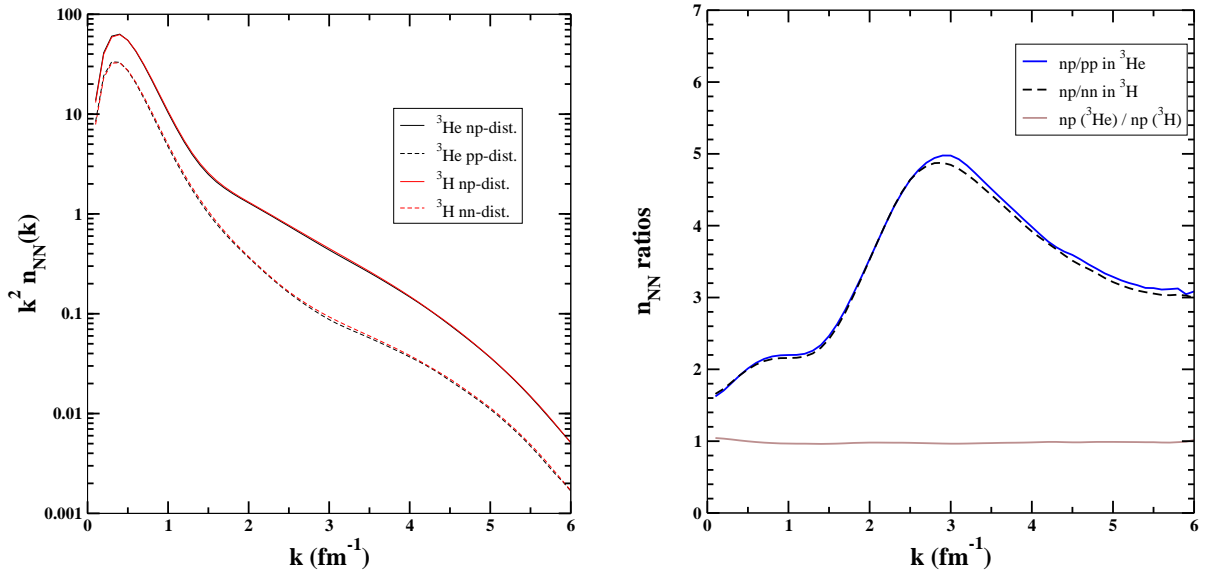 100
10
1
0.1
0.01
0.001
k² n_NN(k)
³He np-dist.
³He pp-dist.
³H np-dist.
³H nn-dist.
0 1 2 3 4 5 6
k (fm⁻¹)
7
6
5
4
3
2
1
0
n_NN ratios
np/pp in ³He
np/nn in ³H
np (³He) / np (³H)
0 1 2 3 4 5 6
k (fm⁻¹)